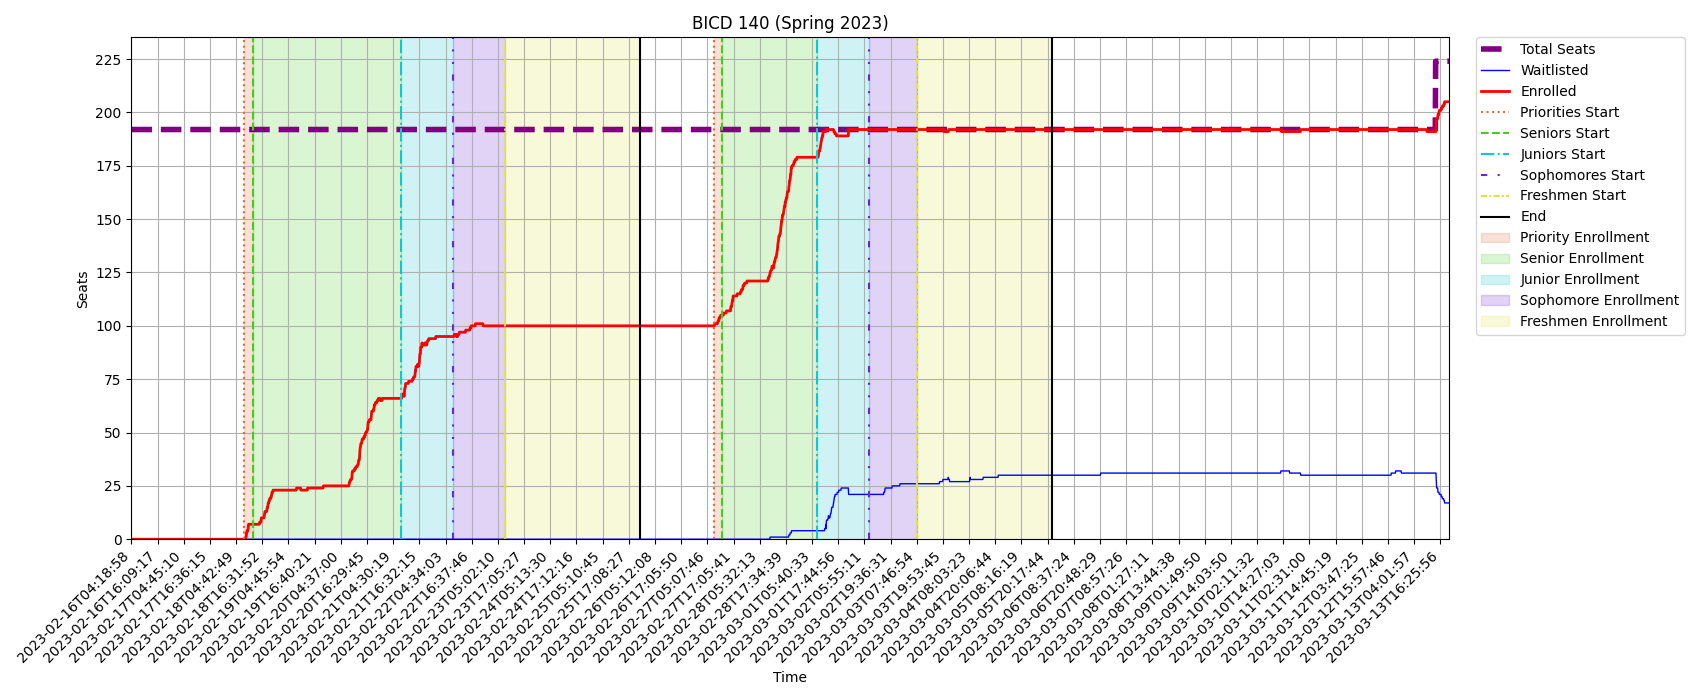 BICD 140 (Spring 2023)
Seats
225
200
175
150
125
100
75
50
25
0
2023-02-16T04:18:58
2023-02-16T16:09:17
2023-02-17T04:45:10
2023-02-17T16:36:15
2023-02-18T04:42:49
2023-02-18T16:31:52
2023-02-19T04:45:54
2023-02-19T16:40:21
2023-02-20T04:37:00
2023-02-20T16:29:45
2023-02-21T04:30:19
2023-02-21T16:32:15
2023-02-22T04:34:03
2023-02-22T16:37:46
2023-02-23T05:02:10
2023-02-23T17:05:27
2023-02-24T05:13:30
2023-02-24T17:12:16
2023-02-25T05:10:45
2023-02-25T17:08:27
2023-02-26T05:12:08
2023-02-26T17:05:50
2023-02-27T05:07:46
2023-02-27T17:05:41
2023-02-28T05:32:13
2023-02-28T17:34:39
2023-03-01T05:40:33
2023-03-01T17:44:56
2023-03-02T05:55:11
2023-03-02T19:36:31
2023-03-03T07:46:54
2023-03-03T19:53:45
2023-03-04T08:03:23
2023-03-04T20:06:44
2023-03-05T08:16:19
2023-03-05T20:17:44
2023-03-06T08:37:24
2023-03-06T20:48:29
2023-03-07T08:57:26
2023-03-08T01:27:11
2023-03-08T13:44:38
2023-03-09T01:49:50
2023-03-09T14:03:50
2023-03-10T02:11:32
2023-03-10T14:27:03
2023-03-11T02:31:00
2023-03-11T14:45:19
2023-03-12T03:47:25
2023-03-12T15:57:46
2023-03-13T04:01:57
2023-03-13T16:25:56
Time
Total Seats
Waitlisted
Enrolled
Priorities Start
Seniors Start
Juniors Start
Sophomores Start
Freshmen Start
End
Priority Enrollment
Senior Enrollment
Junior Enrollment
Sophomore Enrollment
Freshmen Enrollment